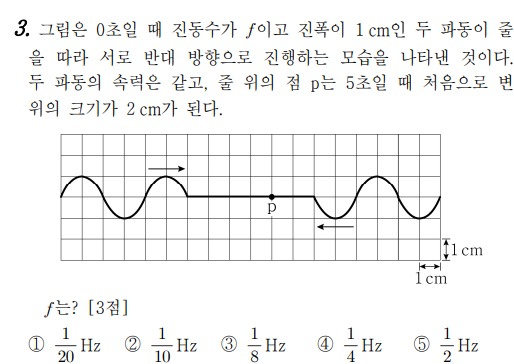 3. 그림은 0초일 때 진동수가 f이고 진폭이 1 cm인 두 파동이 줄
을 따라 서로 반대 방향으로 진행하는 모습을 나타낸 것이다.
두 파동의 속력은 같고, 줄 위의 점 p는 5초일 때 처음으로 변
위의 크기가 2 cm가 된다.
p
1 cm
1 cm
f는? [3점]
① 1/20 Hz ② 1/10 Hz ③ 1/8 Hz ④ 1/4 Hz ⑤ 1/2 Hz